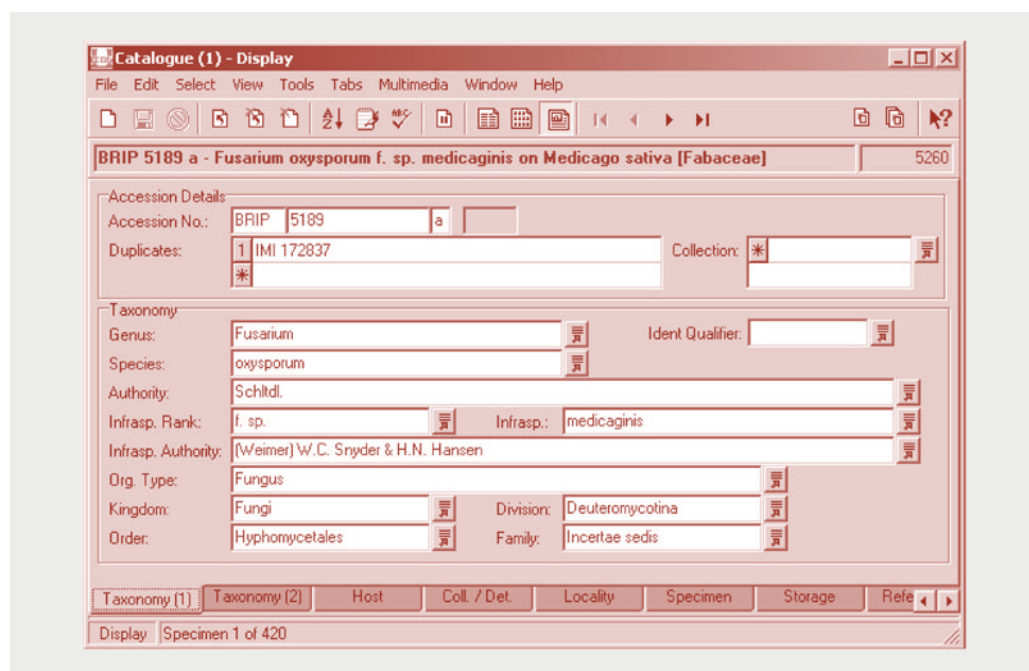 Catalogue (1) - Display
File Edit Select View Tools Tabs Multimedia Window Help
BRIP 5189 a - Fusarium oxysporum f. sp. medicaginis on Medicago sativa [Fabaceae] 5260
Accession Details
Accession No.: BRIP 5189 a
Duplicates: 1 IMI 172837 Collection: *
*
Taxonomy
Genus: Fusarium Ident Qualifier:
Species: oxysporum
Authority: Schltdl.
Infrasp. Rank: f. sp. Infrasp.: medicaginis
Infrasp. Authority: (Weimer) W.C. Snyder & H.N. Hansen
Org. Type: Fungus
Kingdom: Fungi Division: Deuteromycotina
Order: Hyphomycetales Family: Incertae sedis
Taxonomy (1) Taxonomy (2) Host Coll. / Det. Locality Specimen Storage Refe
Display Specimen 1 of 420